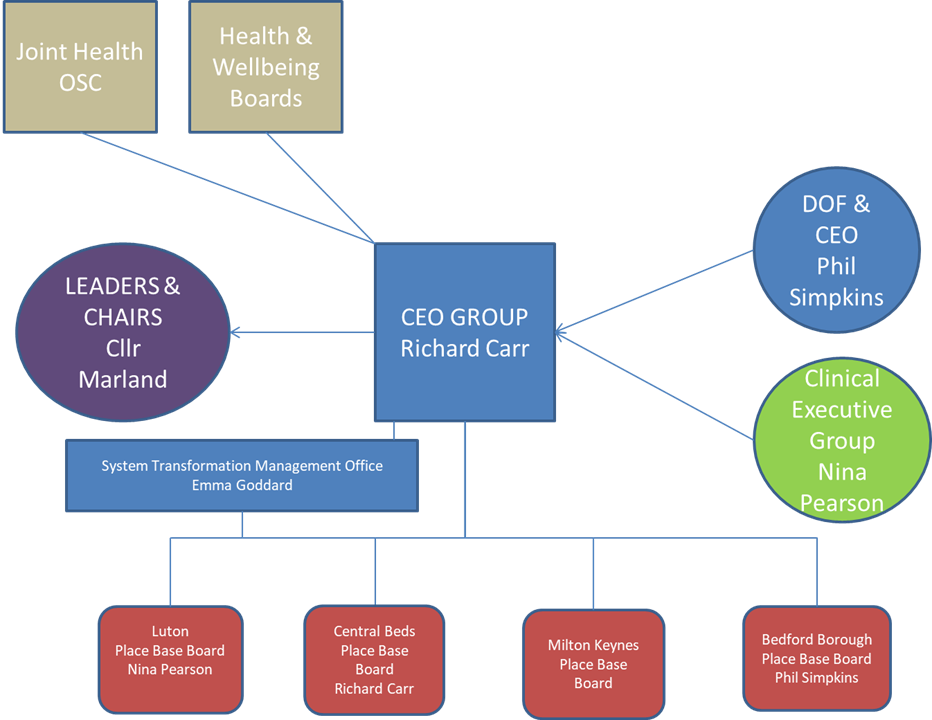 Joint Health
OSC
Health &
Wellbeing
Boards
DOF &
CEO
Phil
Simpkins
LEADERS &
CHAIRS
Cllr
Marland
CEO GROUP
Richard Carr
Clinical
Executive
Group
Nina
Pearson
System Transformation Management Office
Emma Goddard
Luton
Place Base Board
Nina Pearson
Central Beds
Place Base
Board
Richard Carr
Milton Keynes
Place Base
Board
Bedford Borough
Place Base Board
Phil Simpkins